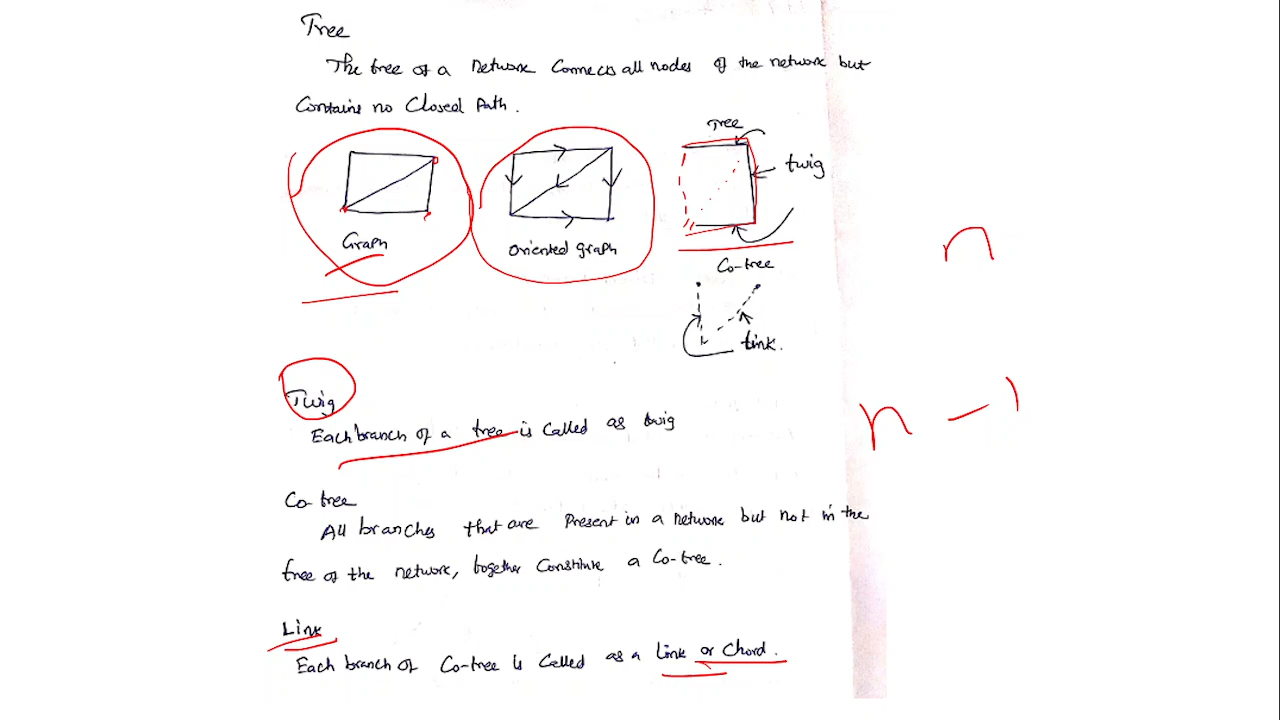 Tree
The tree of a network connects all nodes of the network but
Contains no Closed Path.
Tree
twig
Graph
Oriented graph
Co-tree
Link.
n
Twig
Each branch of a tree is called as twig
n - 1
Co-tree
All branches that are Present in a network but not in the
tree of the network, together Constitute a Co-tree.
Link
Each branch of Co-tree is Called as a Link or Chord.